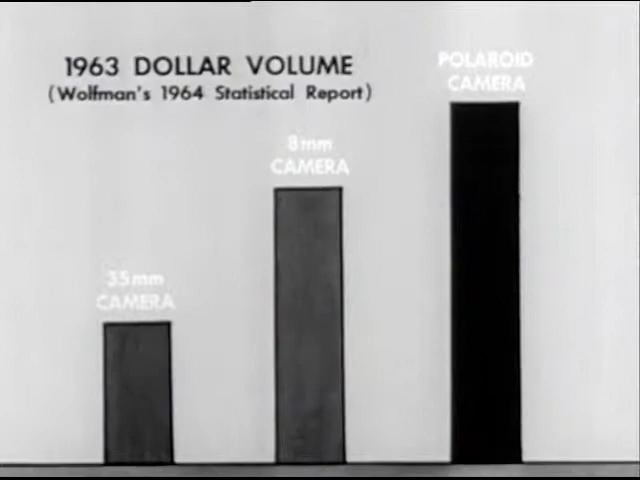 1963 DOLLAR VOLUME
(Wolfman's 1964 Statistical Report)
POLAROID
CAMERA
8mm
CAMERA
35mm
CAMERA